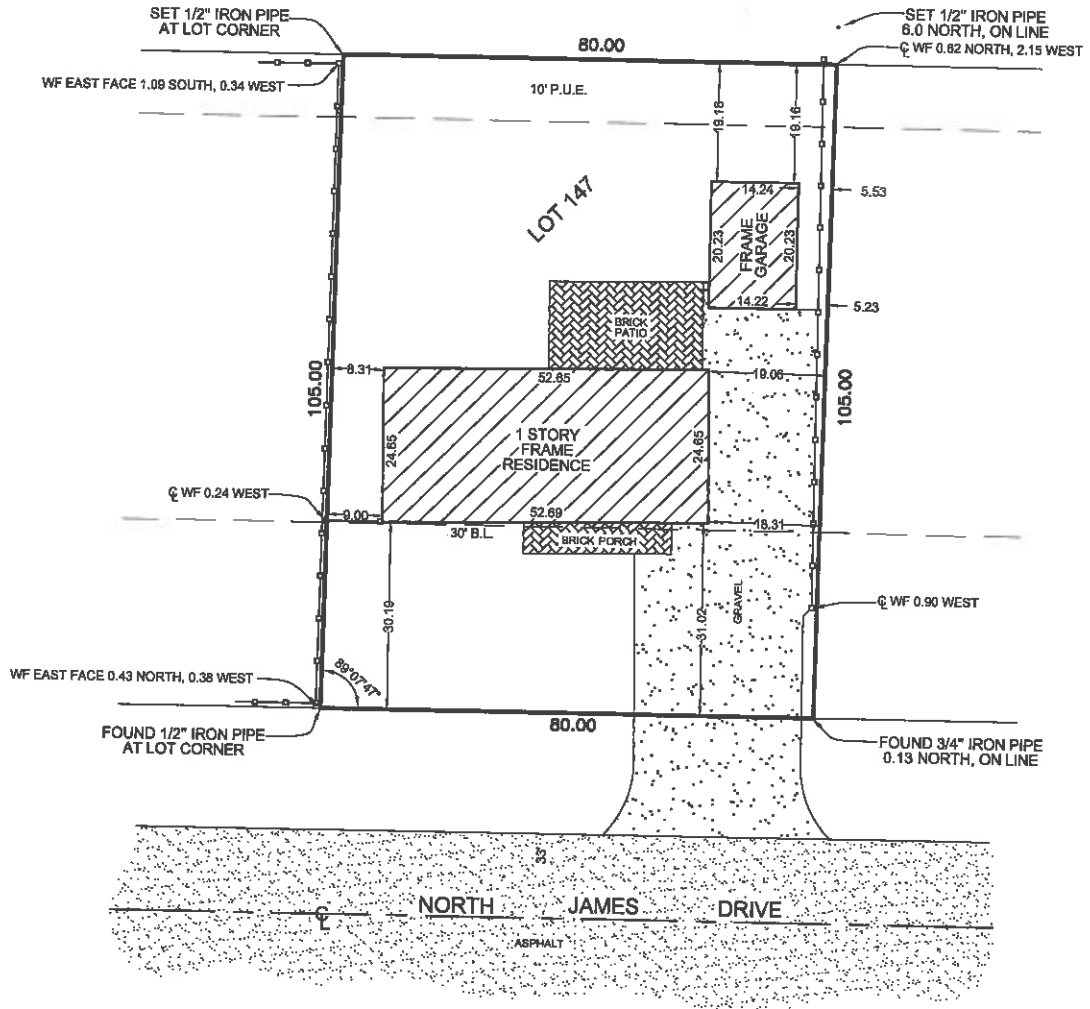 SET 1/2" IRON PIPE
AT LOT CORNER
SET 1/2" IRON PIPE
6.0 NORTH, ON LINE
80.00
℄ WF 0.62 NORTH, 2.15 WEST
WF EAST FACE 1.09 SOUTH, 0.34 WEST
10' P.U.E.
19.18
19.16
LOT 147
14.24
5.53
20.23
FRAME
GARAGE
20.23
14.22
5.23
BRICK
PATIO
8.31
52.65
19.06
105.00
105.00
24.65
1 STORY
FRAME
RESIDENCE
24.65
℄ WF 0.24 WEST
9.00
52.69
18.31
30' B.L.
BRICK PORCH
30.19
31.02
GRAVEL
℄ WF 0.90 WEST
WF EAST FACE 0.43 NORTH, 0.38 WEST
89°07'47"
FOUND 1/2" IRON PIPE
AT LOT CORNER
80.00
FOUND 3/4" IRON PIPE
0.13 NORTH, ON LINE
33'
℄ NORTH JAMES DRIVE
ASPHALT